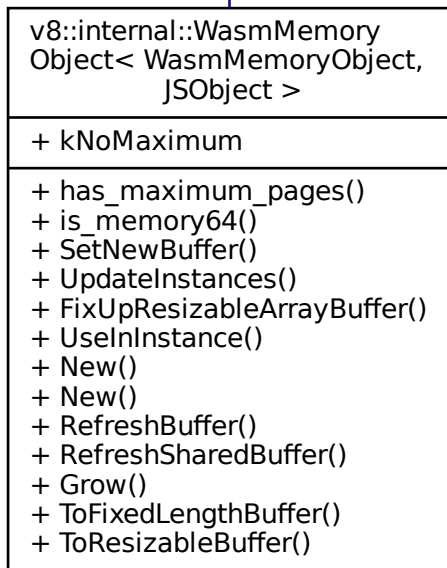 v8::internal::WasmMemory
Object< WasmMemoryObject,
JSObject >
+ kNoMaximum
+ has_maximum_pages()
+ is_memory64()
+ SetNewBuffer()
+ UpdateInstances()
+ FixUpResizableArrayBuffer()
+ UseInInstance()
+ New()
+ New()
+ RefreshBuffer()
+ RefreshSharedBuffer()
+ Grow()
+ ToFixedLengthBuffer()
+ ToResizableBuffer()